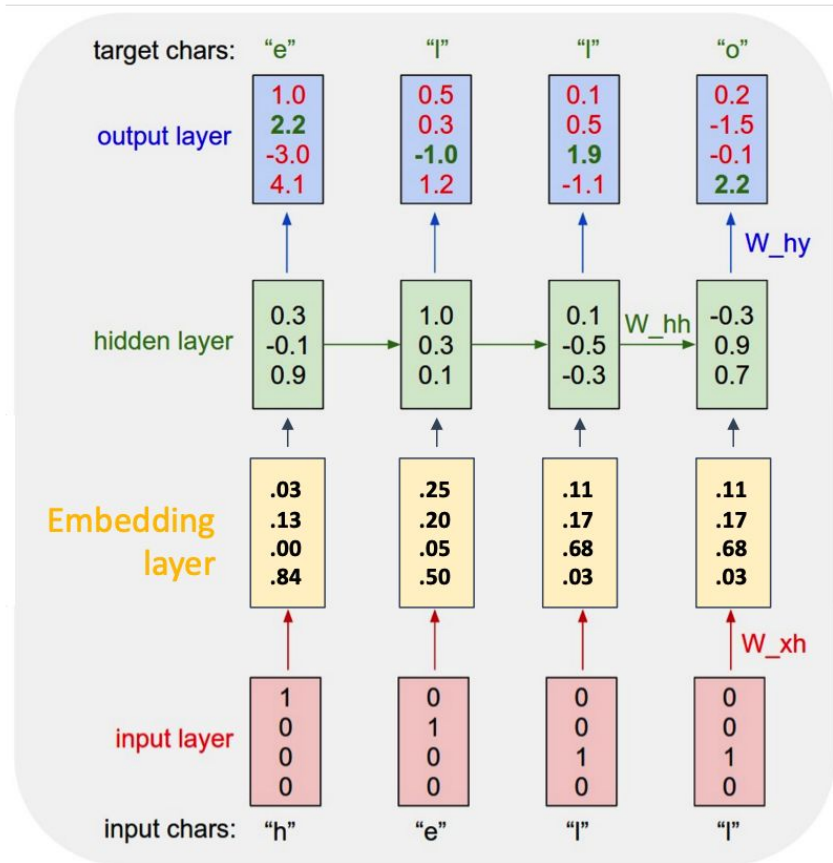 target chars: “e” “l” “l” “o”
1.0 0.5 0.1 0.2
2.2 0.3 0.5 -1.5
output layer
-3.0 -1.0 1.9 -0.1
4.1 1.2 -1.1 2.2
W_hy
0.3 1.0 0.1 W_hh -0.3
hidden layer -0.1 0.3 -0.5 0.9
0.9 0.1 -0.3 0.7
.03 .25 .11 .11
Embedding .13 .20 .17 .17
layer .00 .05 .68 .68
.84 .50 .03 .03
W_xh
1 0 0 0
0 1 0 0
input layer
0 0 1 1
0 0 0 0
input chars: “h” “e” “l” “l”